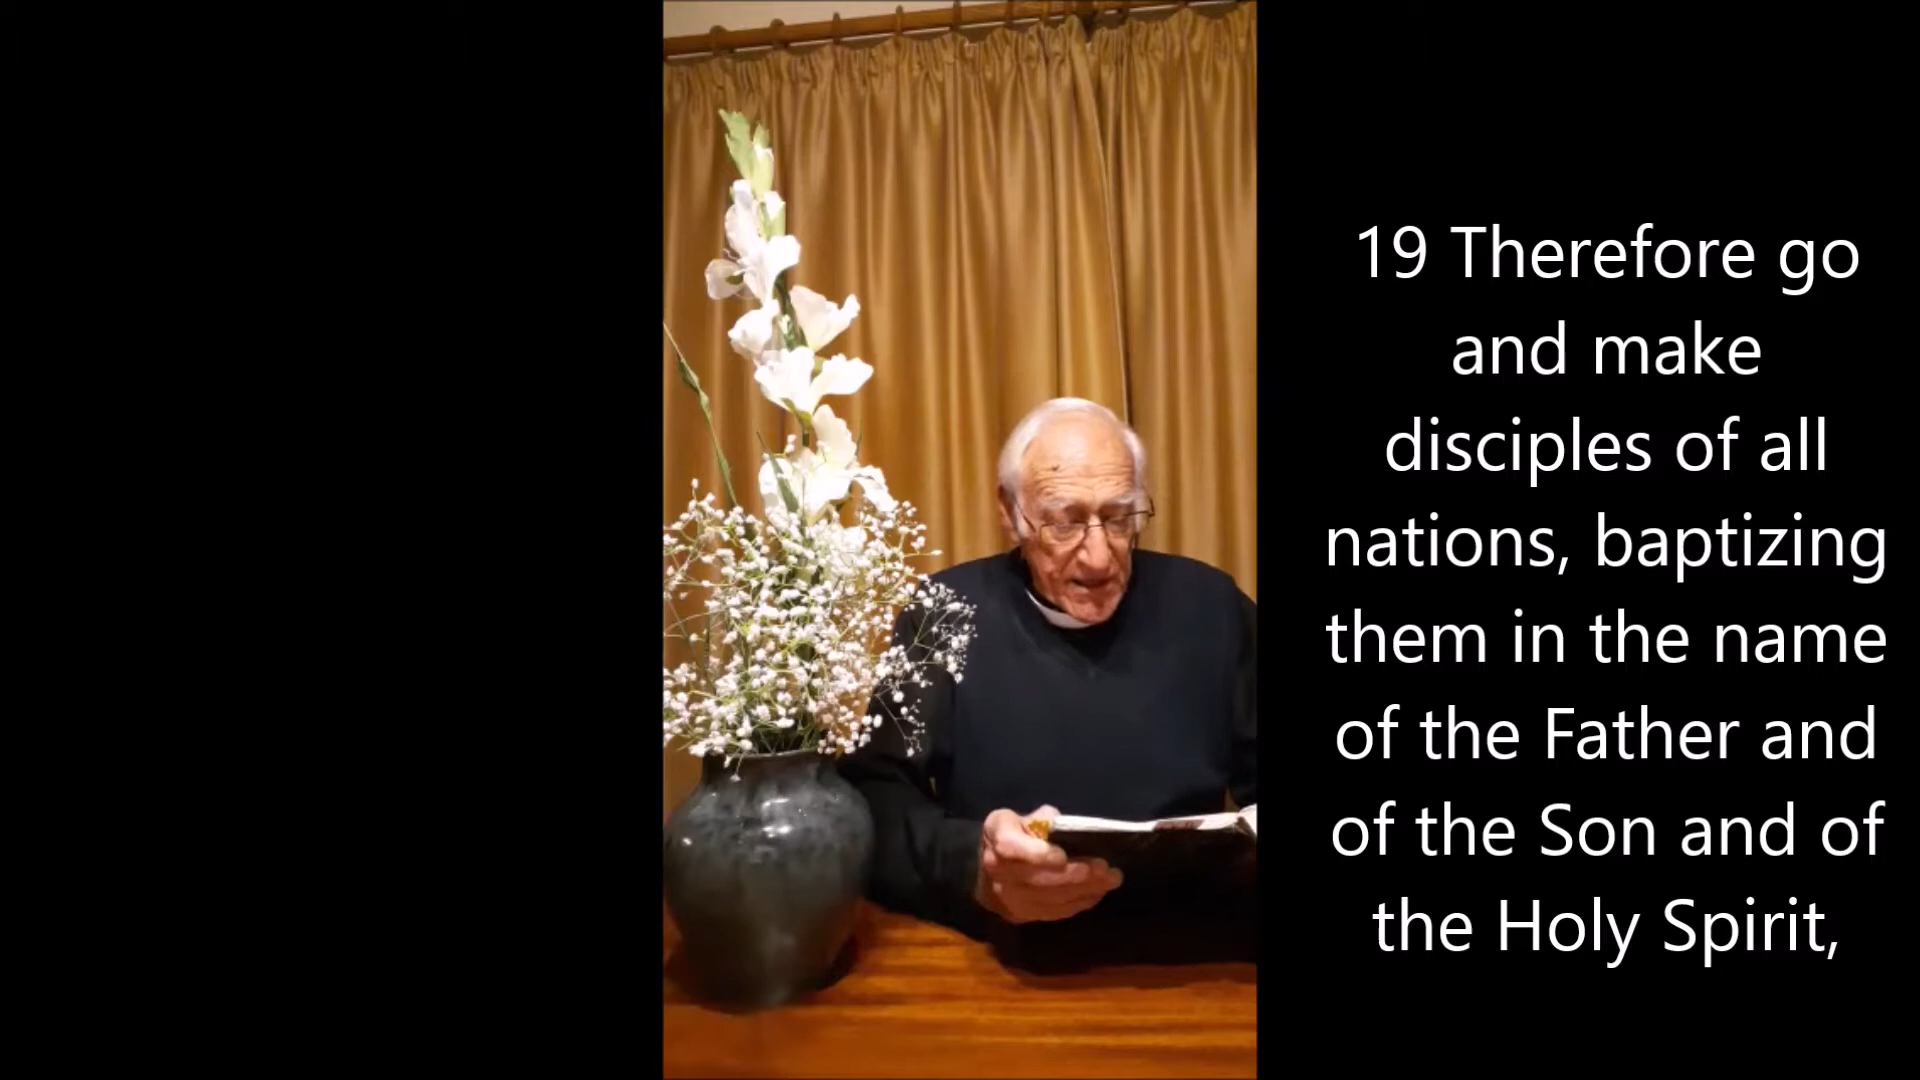 19 Therefore go
and make
disciples of all
nations, baptizing
them in the name
of the Father and
of the Son and of
the Holy Spirit,